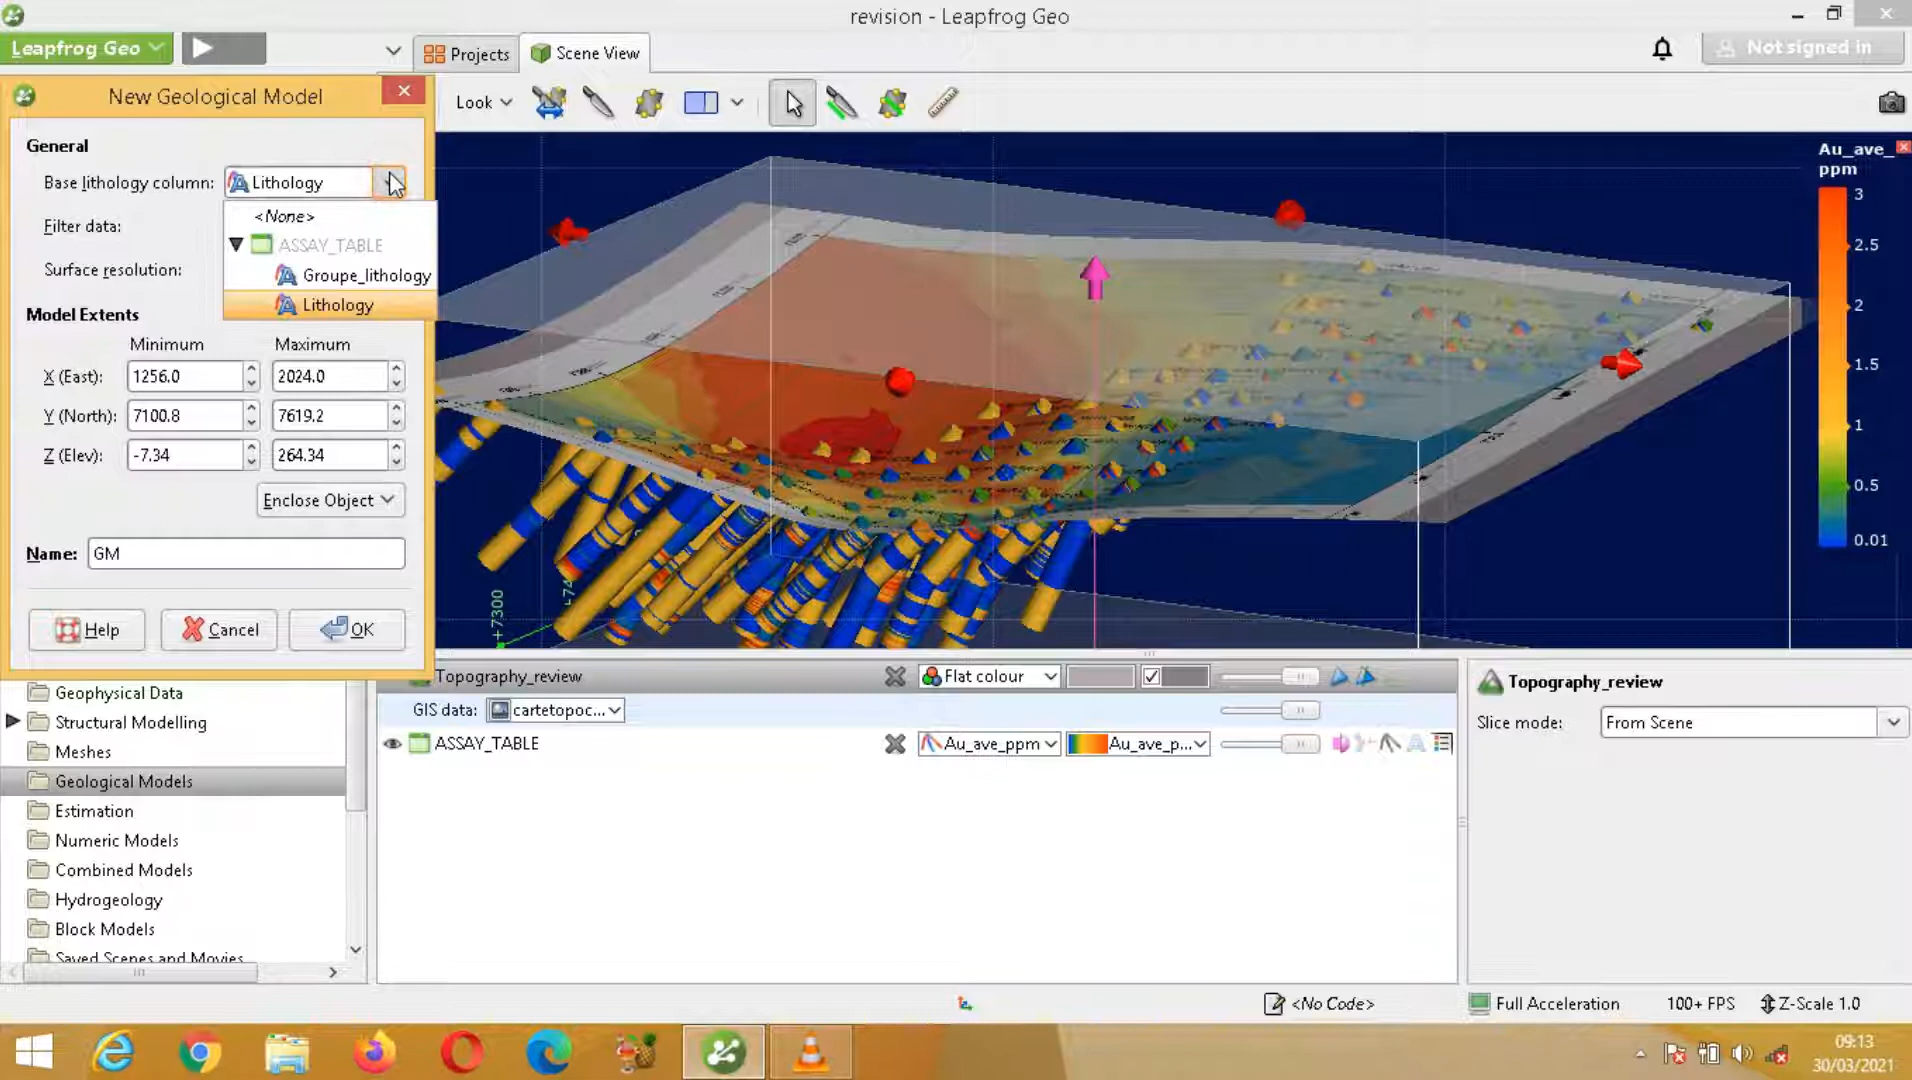 revision - Leapfrog Geo
Leapfrog Geo
Projects
Scene View
Not signed in
New Geological Model
Look
General
Base lithology column:
Lithology
Filter data:
<None>
ASSAY_TABLE
Groupe_lithology
Lithology
Surface resolution:
Model Extents
Minimum
Maximum
X (East):
1256.0
2024.0
Y (North):
7100.8
7619.2
Z (Elev):
-7.34
264.34
Enclose Object
Name:
GM
Help
Cancel
OK
Au_ave_
ppm
3
2.5
2
1.5
1
0.5
0.01
+7300
Geophysical Data
Structural Modelling
Meshes
Geological Models
Estimation
Numeric Models
Combined Models
Hydrogeology
Block Models
Saved Scenes and Movies
Topography_review
Flat colour
GIS data:
cartetopoc...
ASSAY_TABLE
Au_ave_ppm
Au_ave_p...
Topography_review
Slice mode:
From Scene
<No Code>
Full Acceleration
100+ FPS
Z-Scale 1.0
09:13
30/03/2021